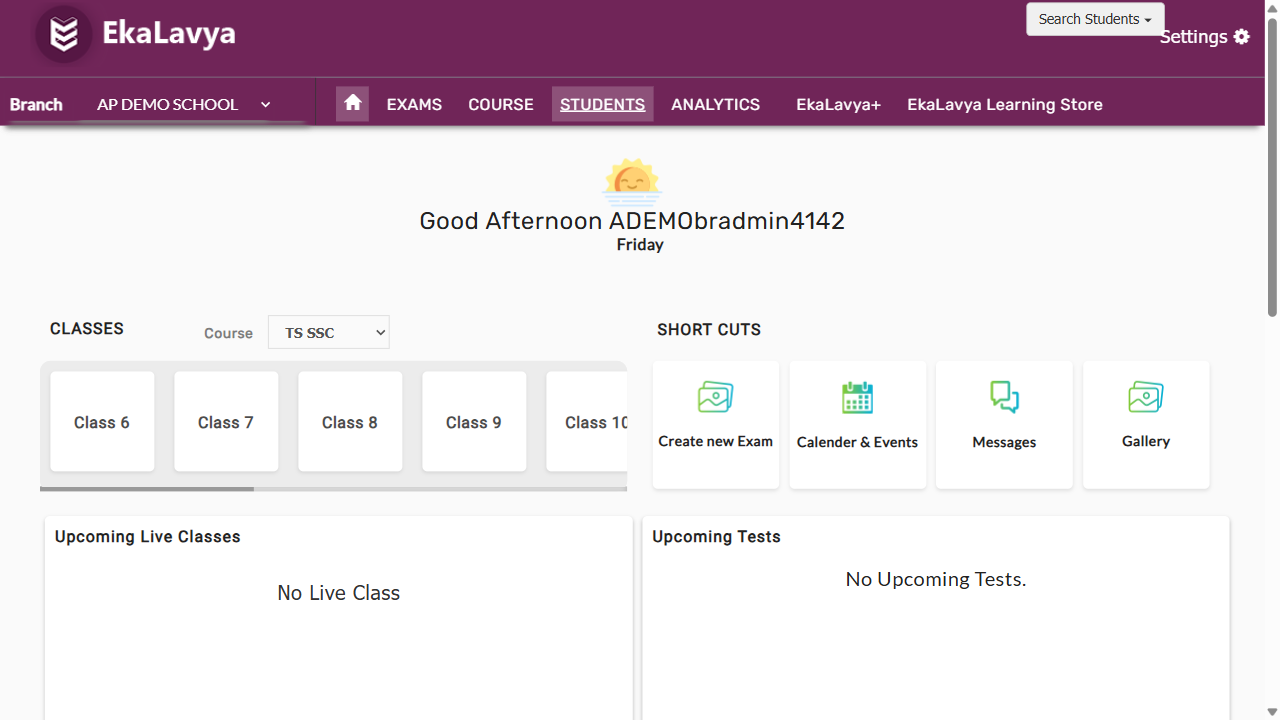 EkaLavya
Search Students
Settings
Branch
AP DEMO SCHOOL
EXAMS
COURSE
STUDENTS
ANALYTICS
EkaLavya+
EkaLavya Learning Store
Good Afternoon ADEMObradmin4142
Friday
CLASSES
Course
TS SSC
Class 6
Class 7
Class 8
Class 9
Class 10
SHORT CUTS
Create new Exam
Calender & Events
Messages
Gallery
Upcoming Live Classes
No Live Class
Upcoming Tests
No Upcoming Tests.